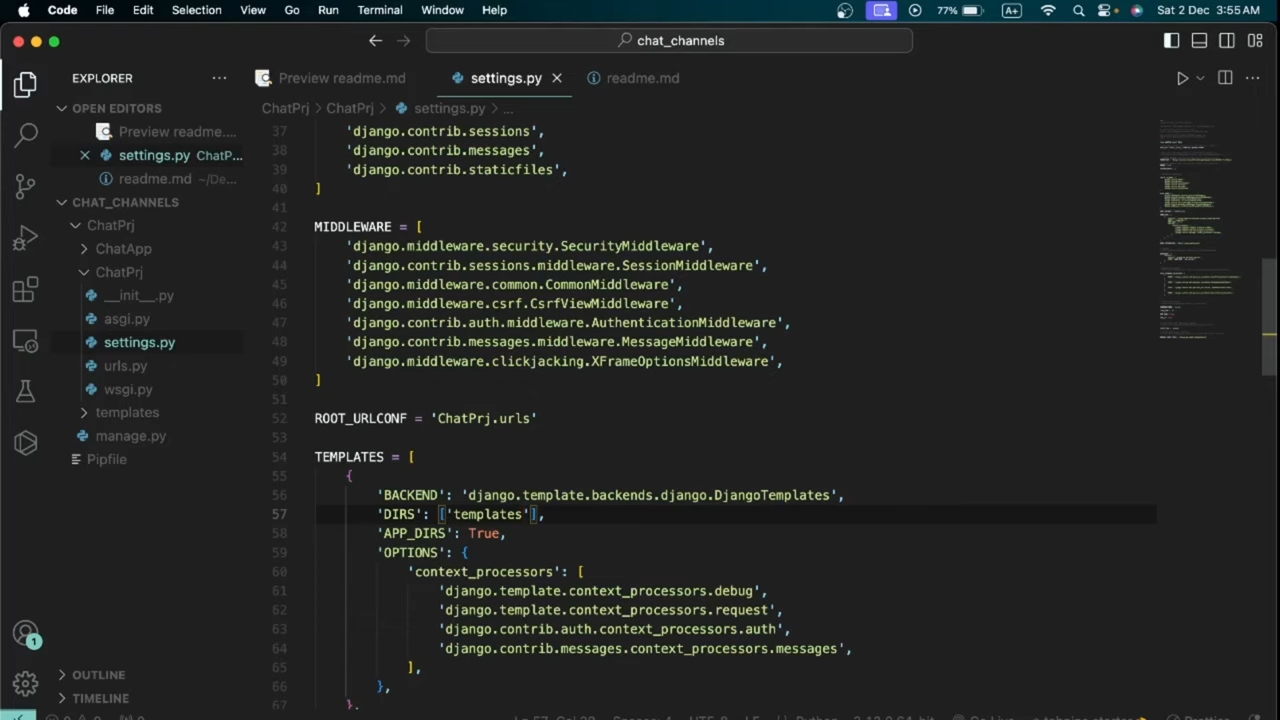 Code File Edit Selection View Go Run Terminal Window Help 77% A+ Sat 2 Dec 3:55 AM
chat_channels
EXPLORER
Preview readme.md settings.py readme.md
OPEN EDITORS
Preview readme....
settings.py ChatP...
readme.md ~/De...
CHAT_CHANNELS
ChatPrj
ChatApp
ChatPrj
__init__.py
asgi.py
settings.py
urls.py
wsgi.py
templates
manage.py
Pipfile
1
OUTLINE
TIMELINE
ChatPrj > ChatPrj > settings.py > ...
37 'django.contrib.sessions',
38 'django.contrib.messages',
39 'django.contrib.staticfiles',
40 ]
41
42 MIDDLEWARE = [
43 'django.middleware.security.SecurityMiddleware',
44 'django.contrib.sessions.middleware.SessionMiddleware',
45 'django.middleware.common.CommonMiddleware',
46 'django.middleware.csrf.CsrfViewMiddleware',
47 'django.contrib.auth.middleware.AuthenticationMiddleware',
48 'django.contrib.messages.middleware.MessageMiddleware',
49 'django.middleware.clickjacking.XFrameOptionsMiddleware',
50 ]
51
52 ROOT_URLCONF = 'ChatPrj.urls'
53
54 TEMPLATES = [
55 {
56 'BACKEND': 'django.template.backends.django.DjangoTemplates',
57 'DIRS': ['templates'],
58 'APP_DIRS': True,
59 'OPTIONS': {
60 'context_processors': [
61 'django.template.context_processors.debug',
62 'django.template.context_processors.request',
63 'django.contrib.auth.context_processors.auth',
64 'django.contrib.messages.context_processors.messages',
65 ],
66 },
67 },